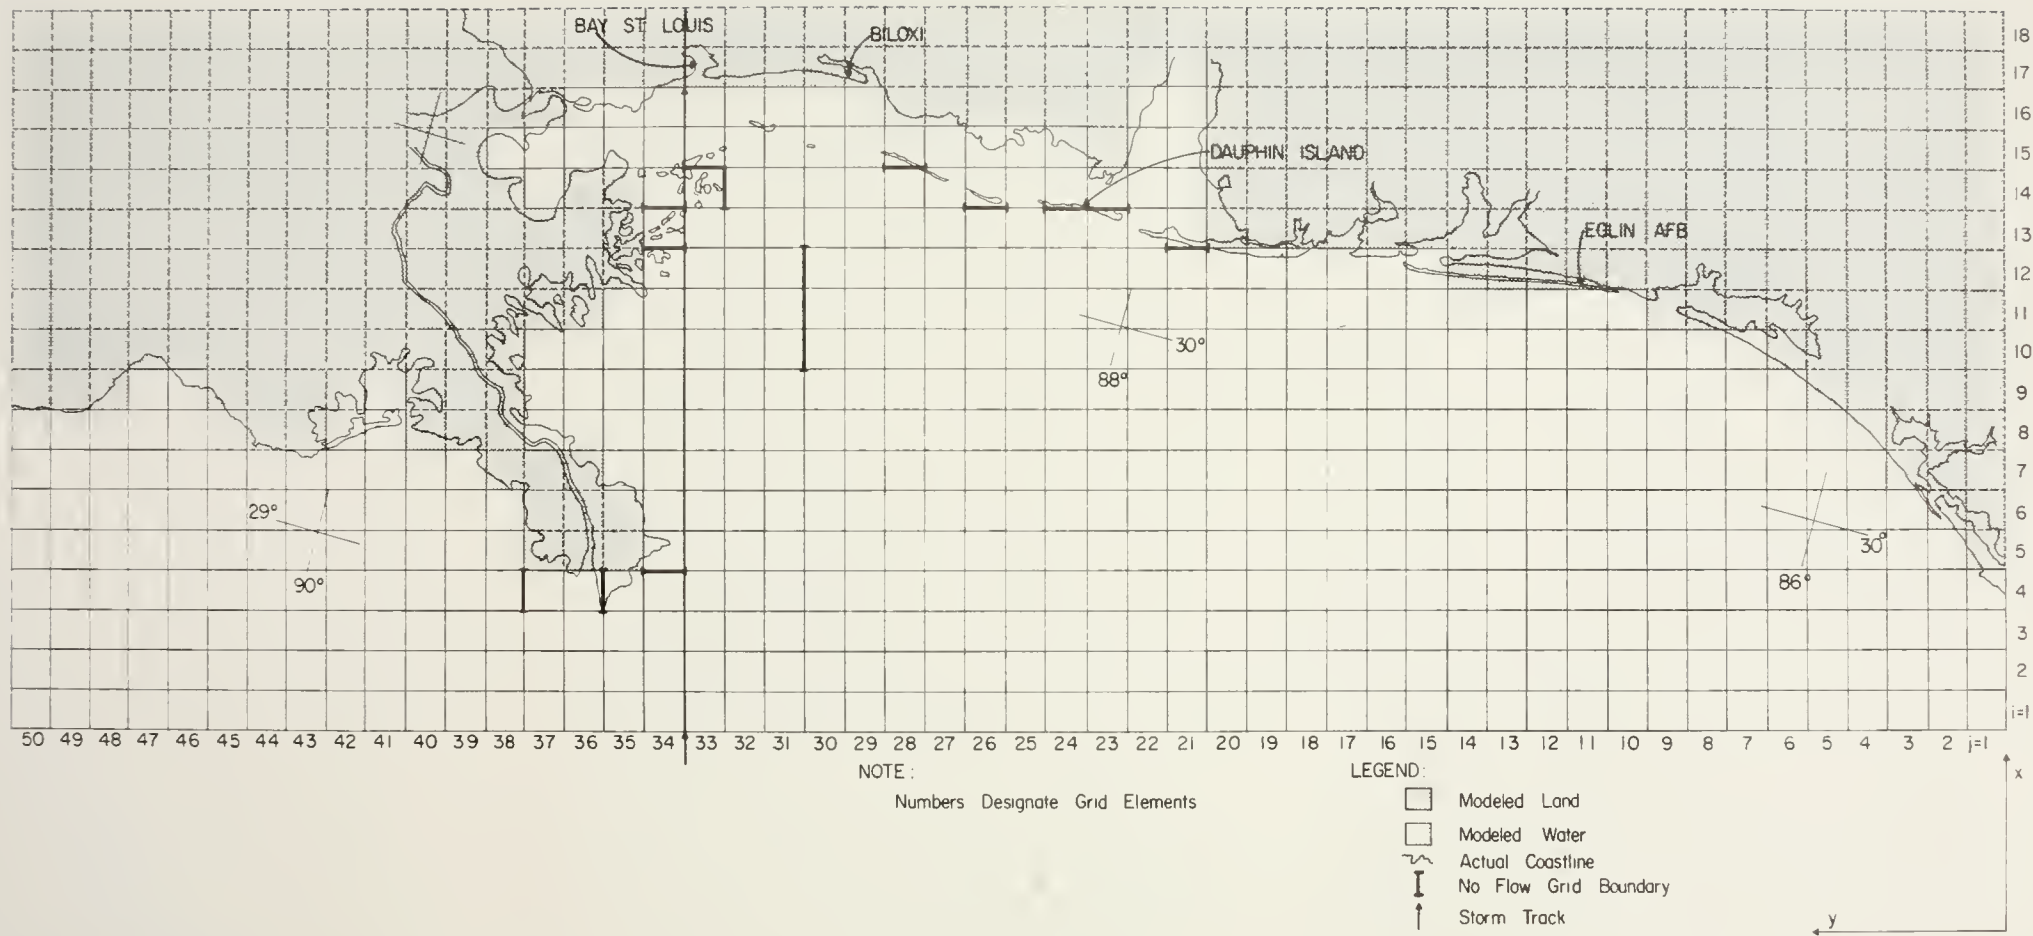 BAY ST LOUIS
BILOXI
DAUPHIN ISLAND
EGLIN AFB
30°
88°
29°
90°
30°
86°
18
17
16
15
14
13
12
11
10
9
8
7
6
5
4
3
2
i=1
50 49 48 47 46 45 44 43 42 41 40 39 38 37 36 35 34 33 32 31 30 29 28 27 26 25 24 23 22 21 20 19 18 17 16 15 14 13 12 11 10 9 8 7 6 5 4 3 2 j=1
x
NOTE:
Numbers Designate Grid Elements
LEGEND:
Modeled Land
Modeled Water
Actual Coastline
No Flow Grid Boundary
Storm Track
y